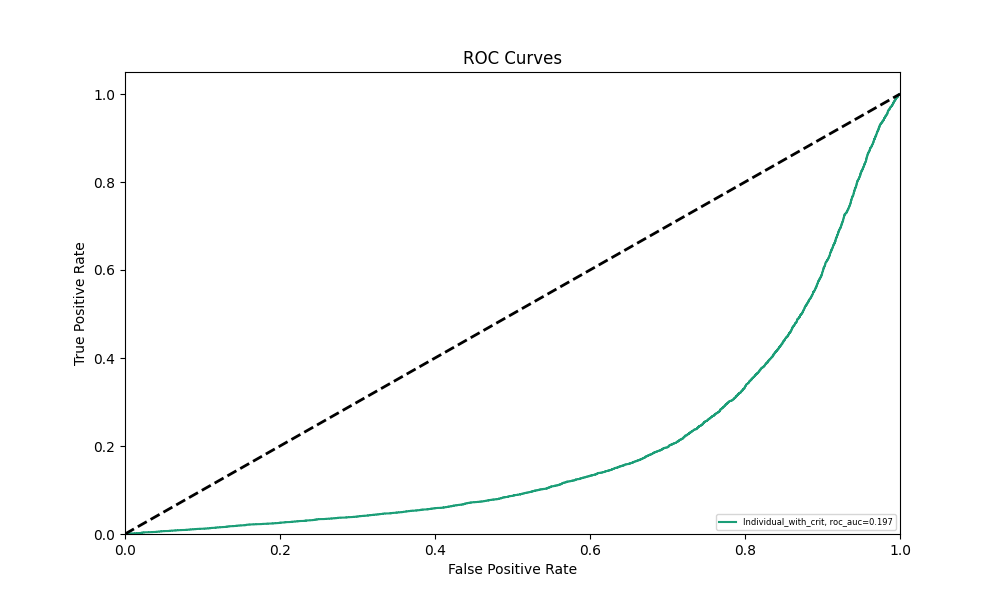 ROC Curves
True Positive Rate
1.0
0.8
0.6
0.4
0.2
0.0
Individual_with_crit, roc_auc=0.197
0.0 0.2 0.4 0.6 0.8 1.0
False Positive Rate